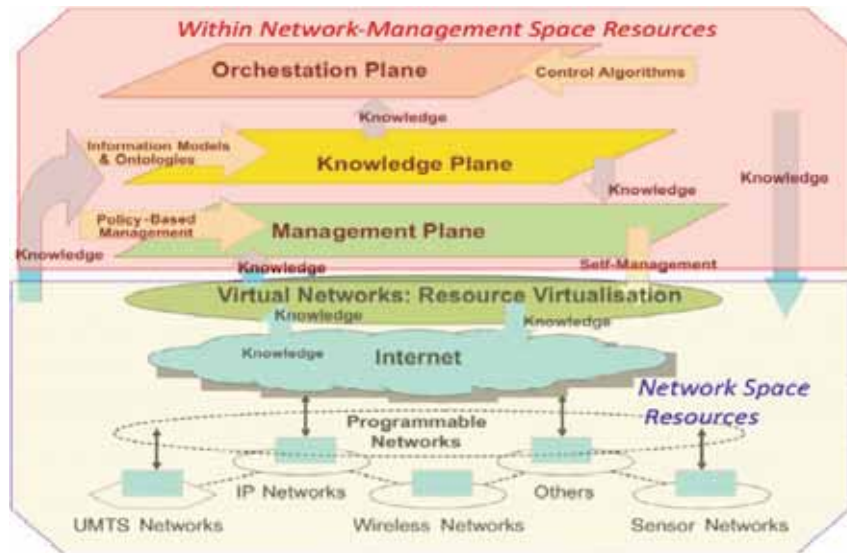 Within Network-Management Space Resources
Orchestation Plane
Control Algorithms
Knowledge
Information Models
& Ontologies
Knowledge Plane
Knowledge
Knowledge
Policy-Based
Management
Management Plane
Knowledge
Knowledge
Self-Management
Virtual Networks: Resource Virtualisation
Knowledge
Knowledge
Knowledge
Internet
Network Space
Resources
Programmable
Networks
IP Networks
Others
UMTS Networks
Wireless Networks
Sensor Networks